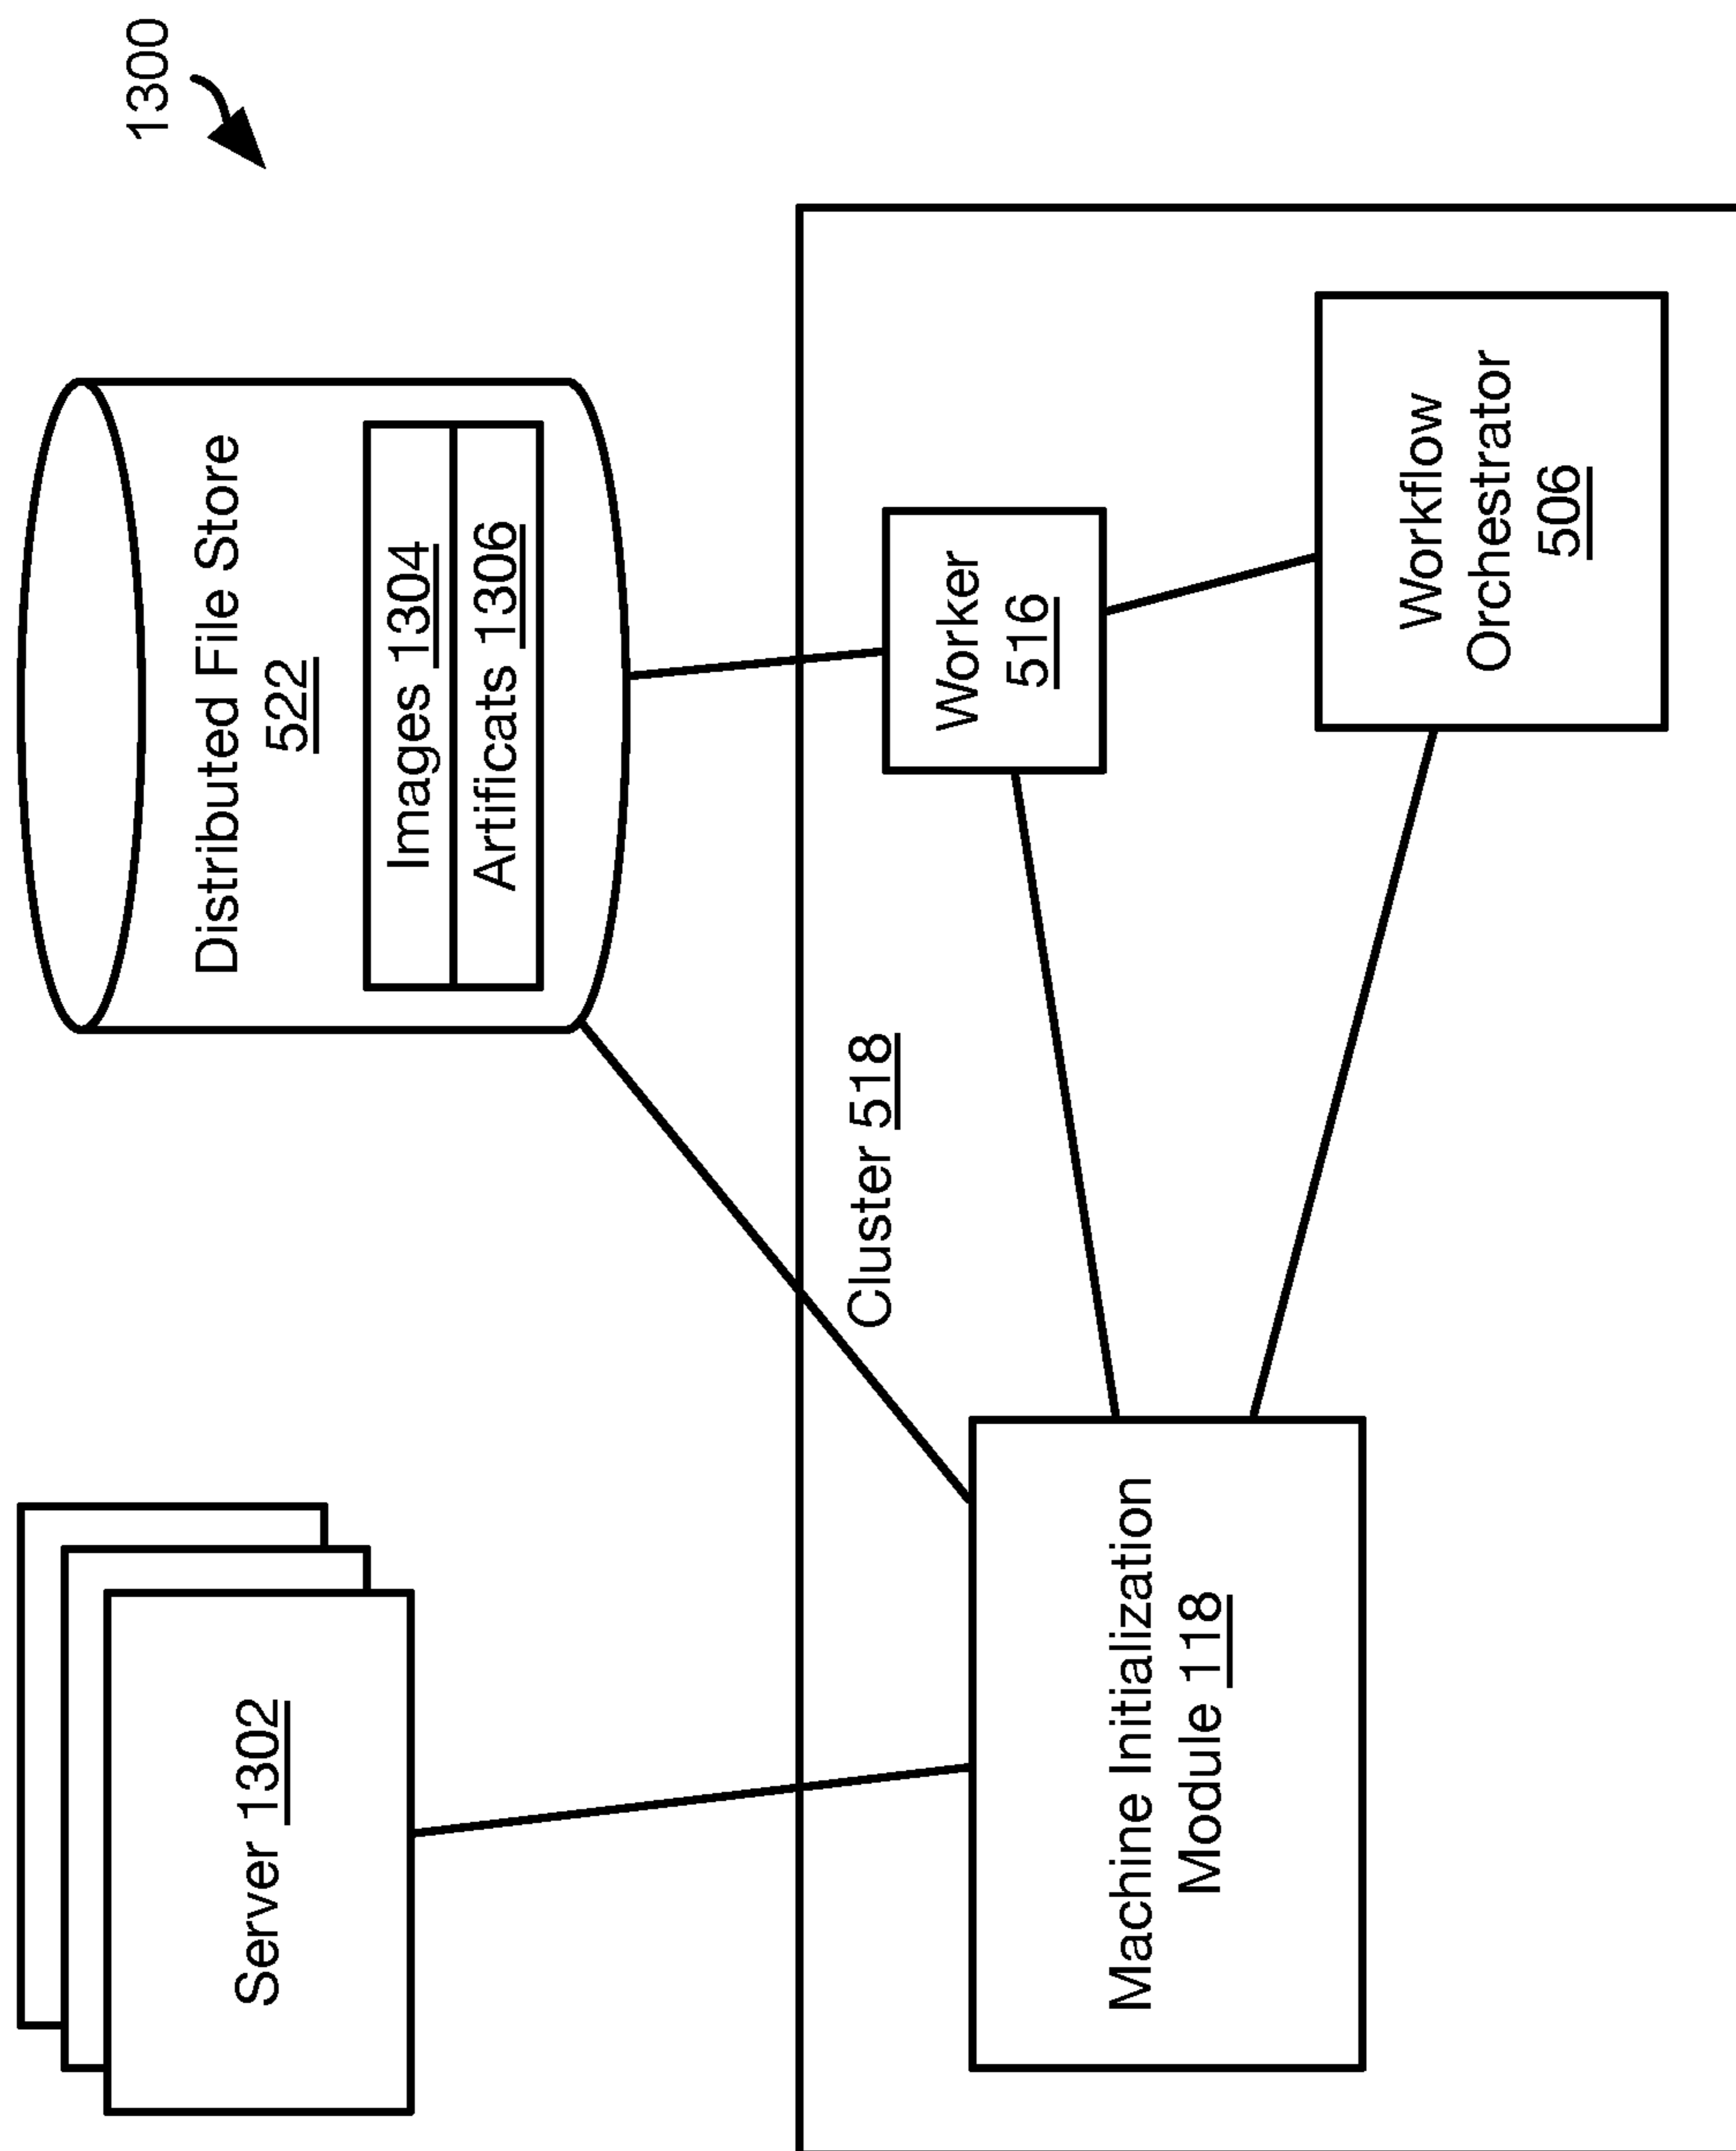 1300
Server 1302
Distributed File Store
522
Images 1304
Artificats 1306
Cluster 518
Machine Initialization
Module 118
Worker
516
Workflow
Orchestrator
506